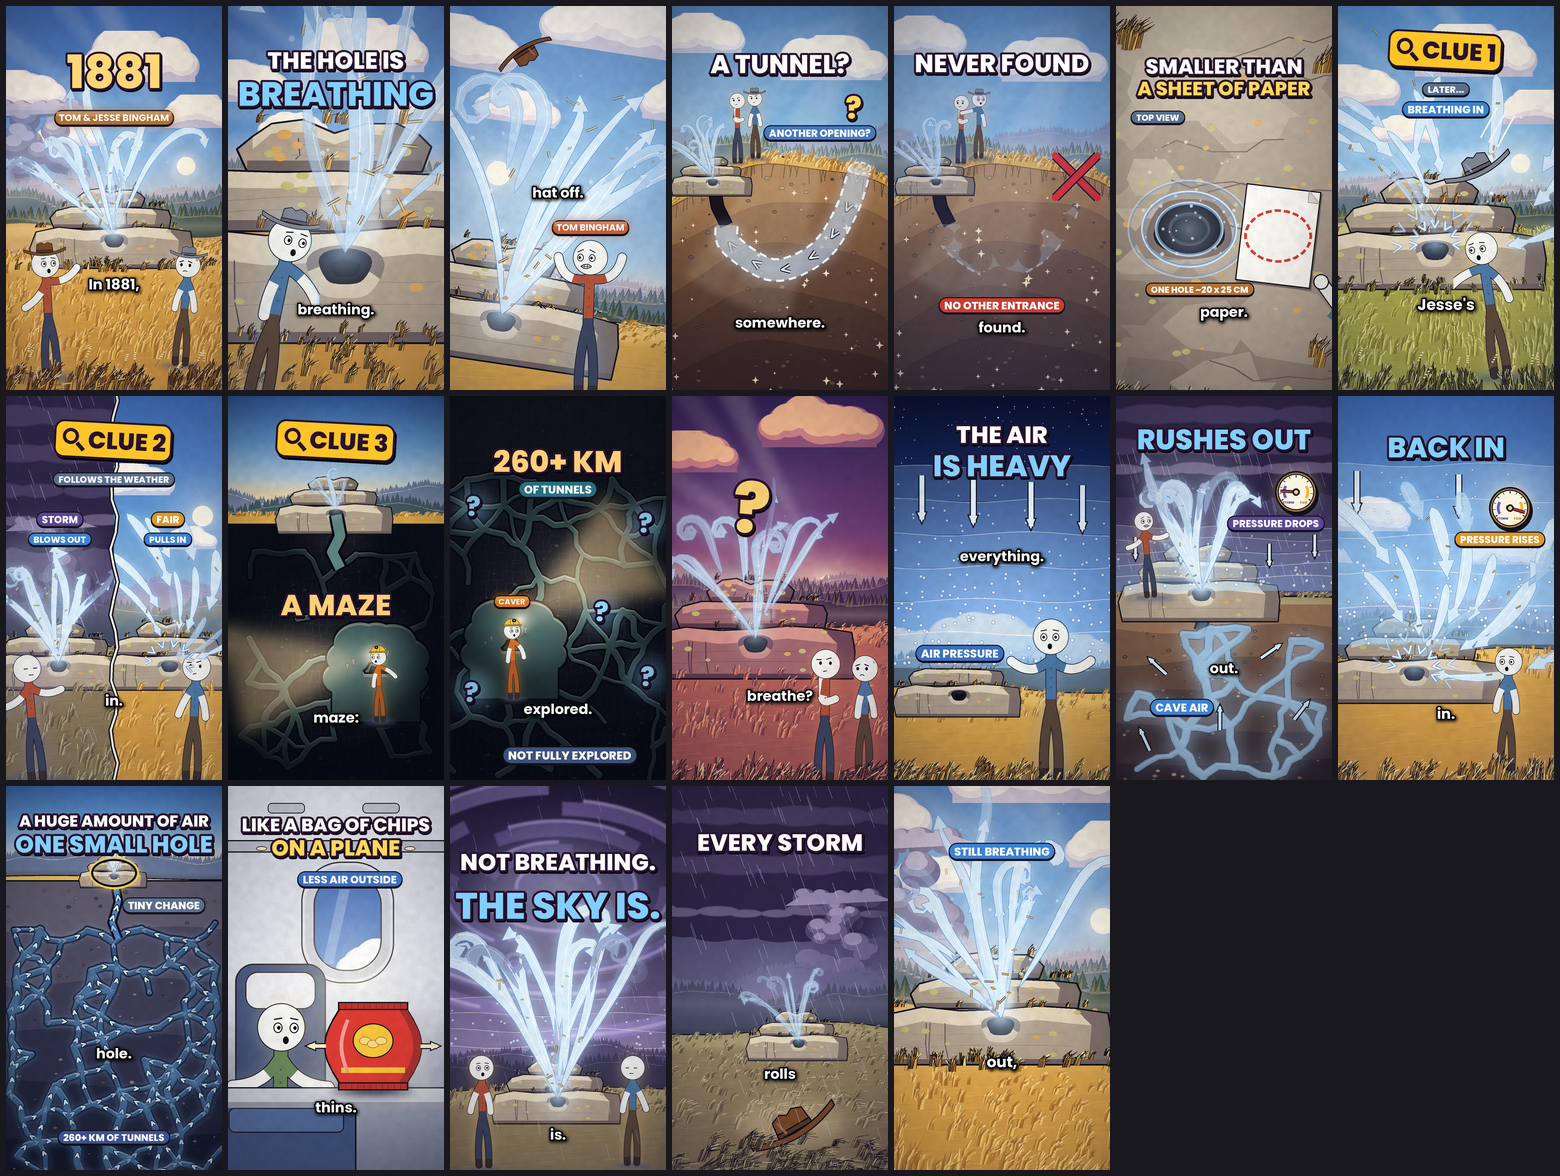 1881
TOM & JESSE BINGHAM
In 1881,
THE HOLE IS
BREATHING
breathing.
hat off.
TOM BINGHAM
A TUNNEL?
?
ANOTHER OPENING?
somewhere.
NEVER FOUND
NO OTHER ENTRANCE
found.
SMALLER THAN
A SHEET OF PAPER
TOP VIEW
ONE HOLE ~20 x 25 CM
paper.
CLUE 1
LATER...
BREATHING IN
Jesse's
CLUE 2
FOLLOWS THE WEATHER
STORM
FAIR
BLOWS OUT
PULLS IN
in.
CLUE 3
A MAZE
maze:
260+ KM
OF TUNNELS
?
?
CAVER
?
?
?
explored.
NOT FULLY EXPLORED
?
breathe?
THE AIR
IS HEAVY
everything.
AIR PRESSURE
RUSHES OUT
PRESSURE DROPS
out.
CAVE AIR
BACK IN
PRESSURE RISES
in.
A HUGE AMOUNT OF AIR
ONE SMALL HOLE
TINY CHANGE
hole.
260+ KM OF TUNNELS
LIKE A BAG OF CHIPS
ON A PLANE
LESS AIR OUTSIDE
thins.
NOT BREATHING.
THE SKY IS.
is.
EVERY STORM
rolls
STILL BREATHING
out,